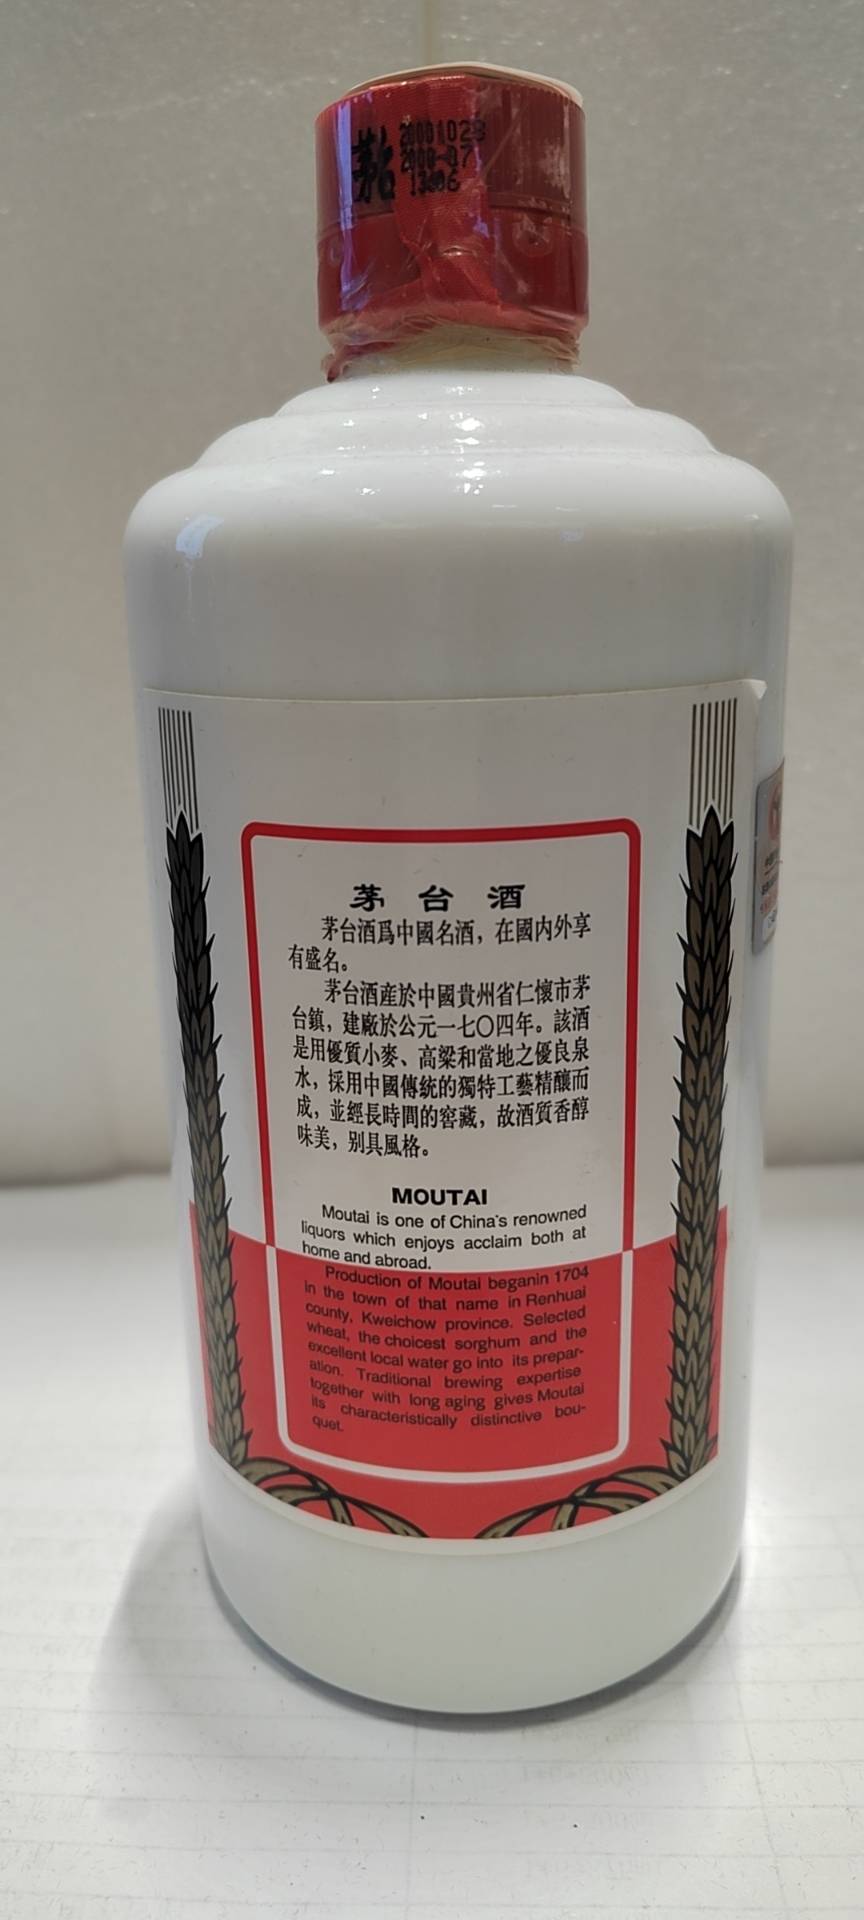 茅台
20001028
2000-07
茅台酒
茅台酒爲中國名酒，在國内外享
有盛名。
茅台酒産於中國貴州省仁懷市茅
台鎮，建廠於公元一七〇四年。該酒
是用優質小麥、高粱和當地之優良泉
水，採用中國傳統的獨特工藝精釀而
成，並經長時間的窖藏，故酒質香醇
味美，别具風格。
MOUTAI
Moutai is one of China's renowned
liquors which enjoys acclaim both at
home and abroad.
Production of Moutai beganin 1704
in the town of that name in Renhuai
county, Kweichow province. Selected
wheat, the choicest sorghum and the
excellent local water go into its prepar-
ation. Traditional brewing expertise
together with long aging gives Moutai
its characteristically distinctive bou-
quet.